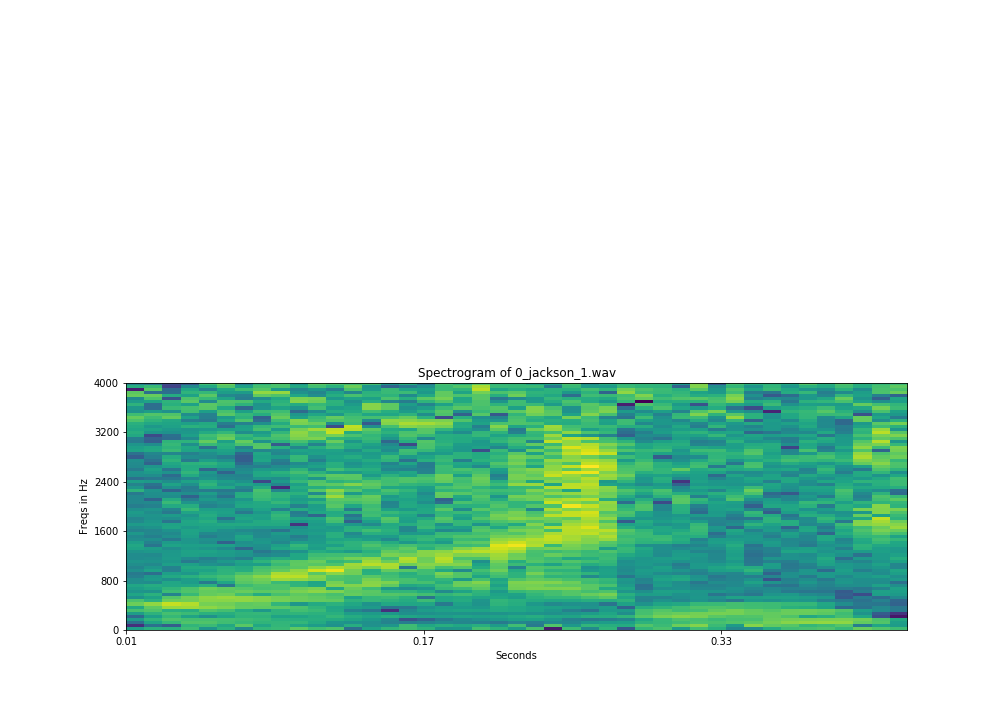 Spectrogram of 0_jackson_1.wav
4000
3200
2400
1600
800
0
Freqs in Hz
0.01 0.17 0.33
Seconds